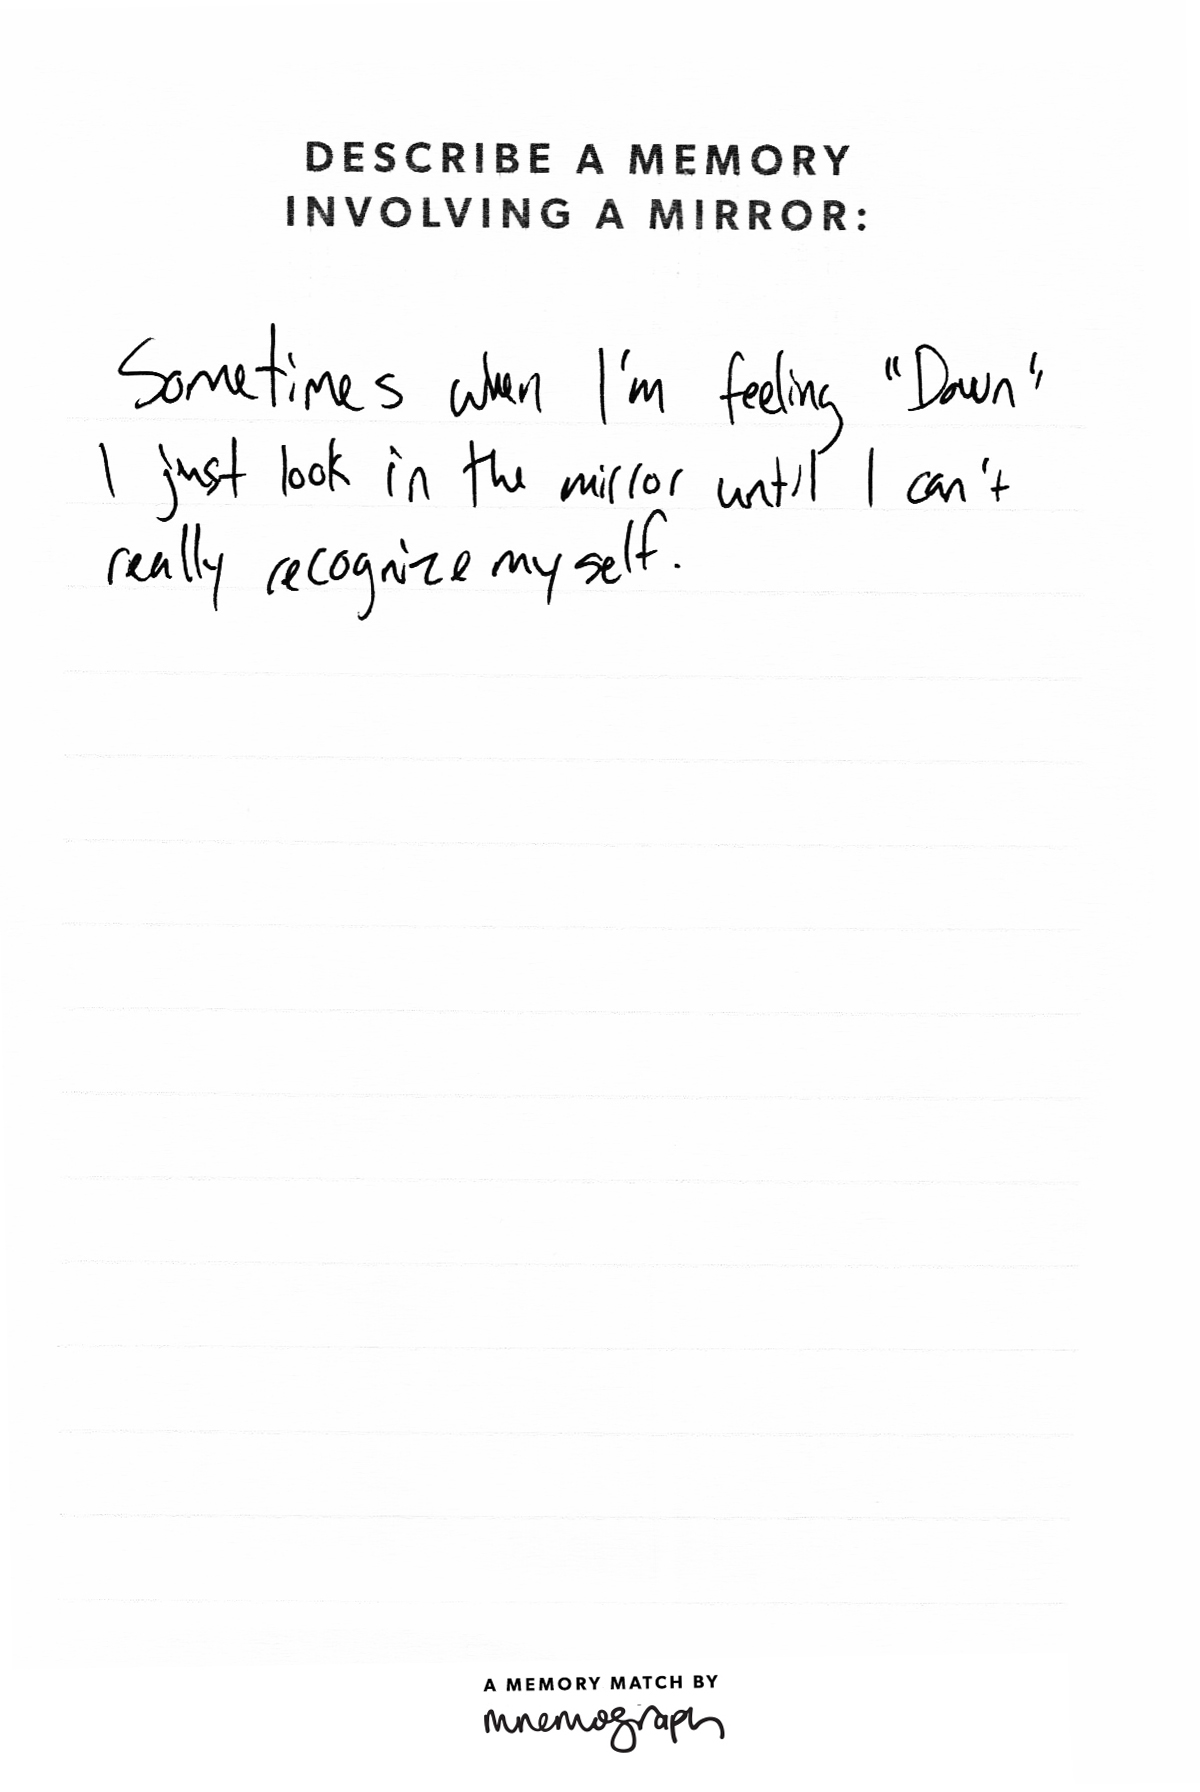 DESCRIBE A MEMORY
INVOLVING A MIRROR:
Sometimes when I'm feeling "Down"
I just look in the mirror until I can't
really recognize myself.
A MEMORY MATCH BY
mnemograph